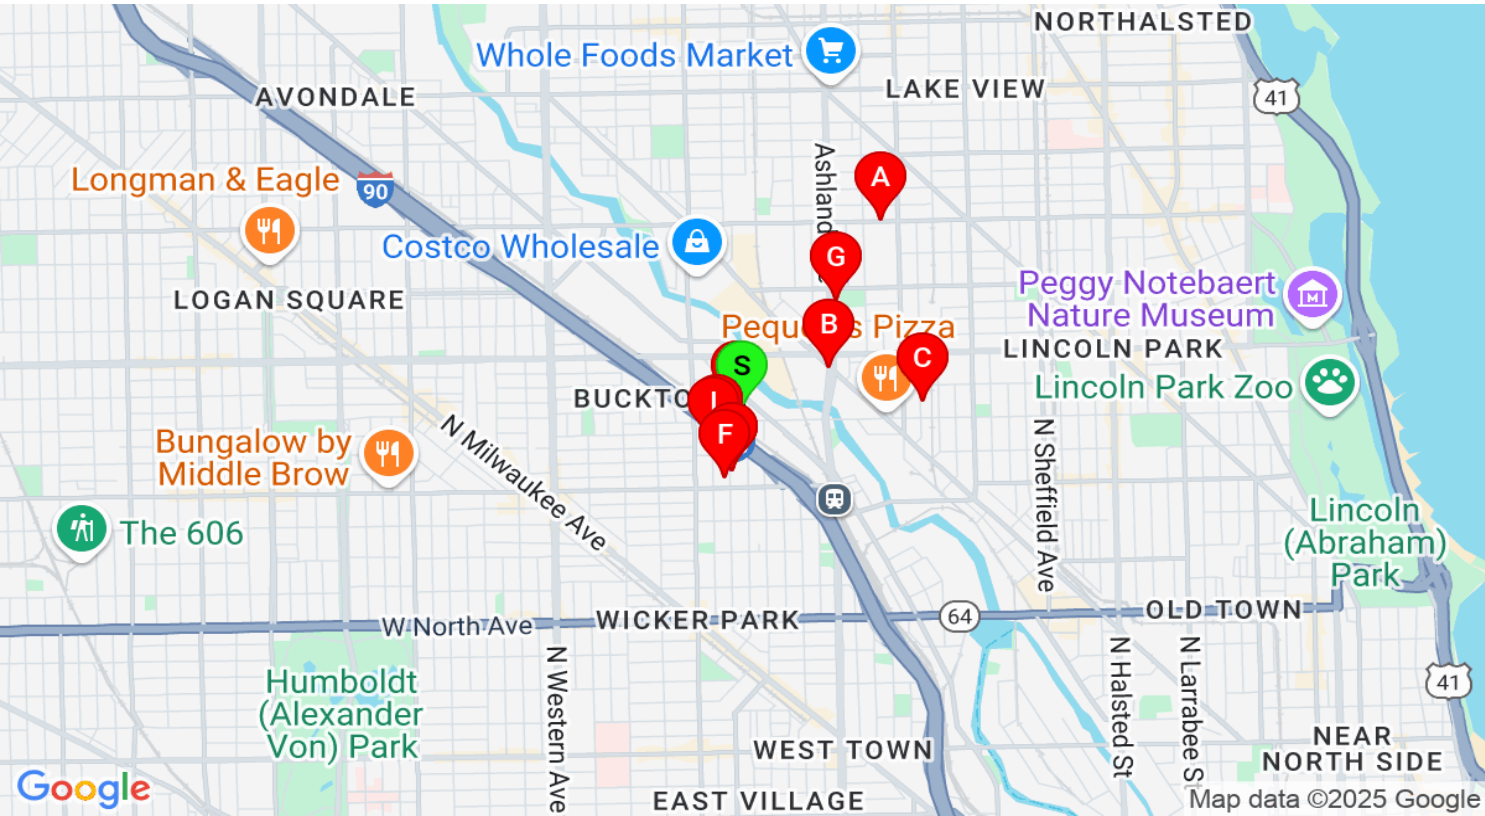 NORTHALSTED
Whole Foods Market
LAKE VIEW
41
AVONDALE
Ashland
A
Longman & Eagle
90
Costco Wholesale
G
Peggy Notebaert
Nature Museum
LOGAN SQUARE
B
Pequod's Pizza
LINCOLN PARK
C
S
Lincoln Park Zoo
BUCKTO
I
F
N Milwaukee Ave
Bungalow by
Middle Brow
N Sheffield Ave
The 606
Lincoln
(Abraham)
Park
W North Ave
WICKER PARK
64
OLD TOWN
N Western Ave
N Halsted St
N Larrabee St
Humboldt
(Alexander
Von) Park
41
WEST TOWN
NEAR
NORTH SIDE
Google
EAST VILLAGE
Map data ©2025 Google